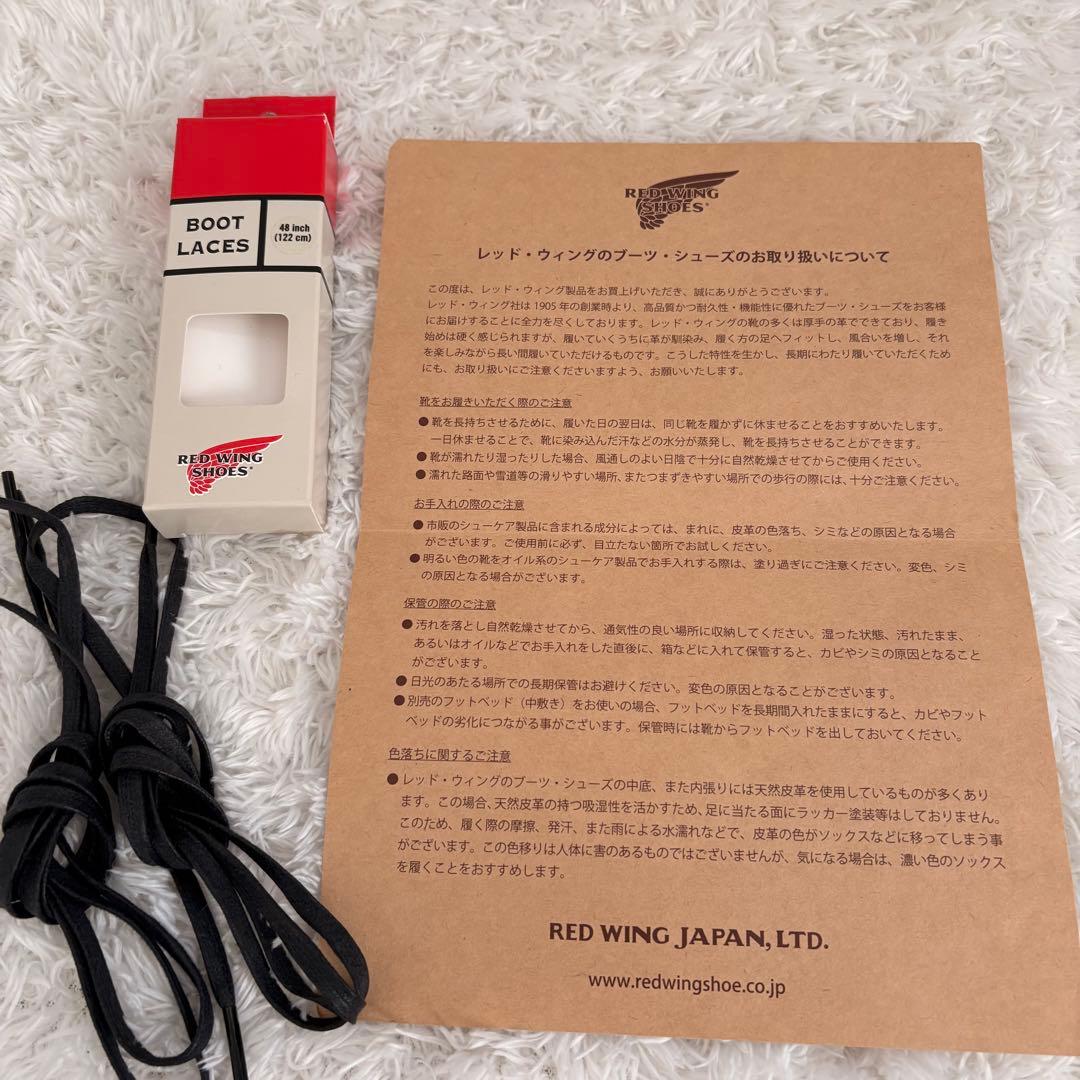 BOOT
LACES
48 inch
(122 cm)
RED WING
SHOES®
RED WING
SHOES®
レッド・ウィングのブーツ・シューズのお取り扱いについて
この度は、レッド・ウィング製品をお買上げいただき、誠にありがとうございます。
レッド・ウィング社は1905年の創業時より、高品質かつ耐久性・機能性に優れたブーツ・シューズをお客様
にお届けすることに全力を尽くしております。レッド・ウィングの靴の多くは厚手の革でできており、履き
始めは硬く感じられますが、履いていくうちに革が馴染み、履く方の足へフィットし、風合いを増し、それ
を楽しみながら長い間履いていただけるものです。こうした特性を生かし、長期にわたり履いていただくため
にも、お取り扱いにご注意くださいますよう、お願いいたします。
靴をお履きいただく際のご注意
●靴を長持ちさせるために、履いた日の翌日は、同じ靴を履かずに休ませることをおすすめいたします。
一日休ませることで、靴に染み込んだ汗などの水分が蒸発し、靴を長持ちさせることができます。
●靴が濡れたり湿ったりした場合、風通しのよい日陰で十分に自然乾燥させてからご使用ください。
●濡れた路面や雪道等の滑りやすい場所、またつまずきやすい場所での歩行の際には、十分ご注意ください。
お手入れの際のご注意
●市販のシューケア製品に含まれる成分によっては、まれに、皮革の色落ち、シミなどの原因となる場合
がございます。ご使用前に必ず、目立たない箇所でお試しください。
●明るい色の靴をオイル系のシューケア製品でお手入れする際は、塗り過ぎにご注意ください。変色、シミ
の原因となる場合がございます。
保管の際のご注意
●汚れを落とし自然乾燥させてから、通気性の良い場所に収納してください。湿った状態、汚れたまま、
あるいはオイルなどでお手入れをした直後に、箱などに入れて保管すると、カビやシミの原因となること
がございます。
●日光のあたる場所での長期保管はお避けください。変色の原因となることがございます。
●別売のフットベッド（中敷き）をお使いの場合、フットベッドを長期間入れたままにすると、カビやフット
ベッドの劣化につながる事がございます。保管時には靴からフットベッドを出しておいてください。
色落ちに関するご注意
●レッド・ウィングのブーツ・シューズの中底、また内張りには天然皮革を使用しているものが多くあり
ます。この場合、天然皮革の持つ吸湿性を活かすため、足に当たる面にラッカー塗装等はしておりません。
このため、履く際の摩擦、発汗、また雨による水濡れなどで、皮革の色がソックスなどに移ってしまう事
がございます。この色移りは人体に害のあるものではございませんが、気になる場合は、濃い色のソックス
を履くことをおすすめします。
RED WING JAPAN, LTD.
www.redwingshoe.co.jp